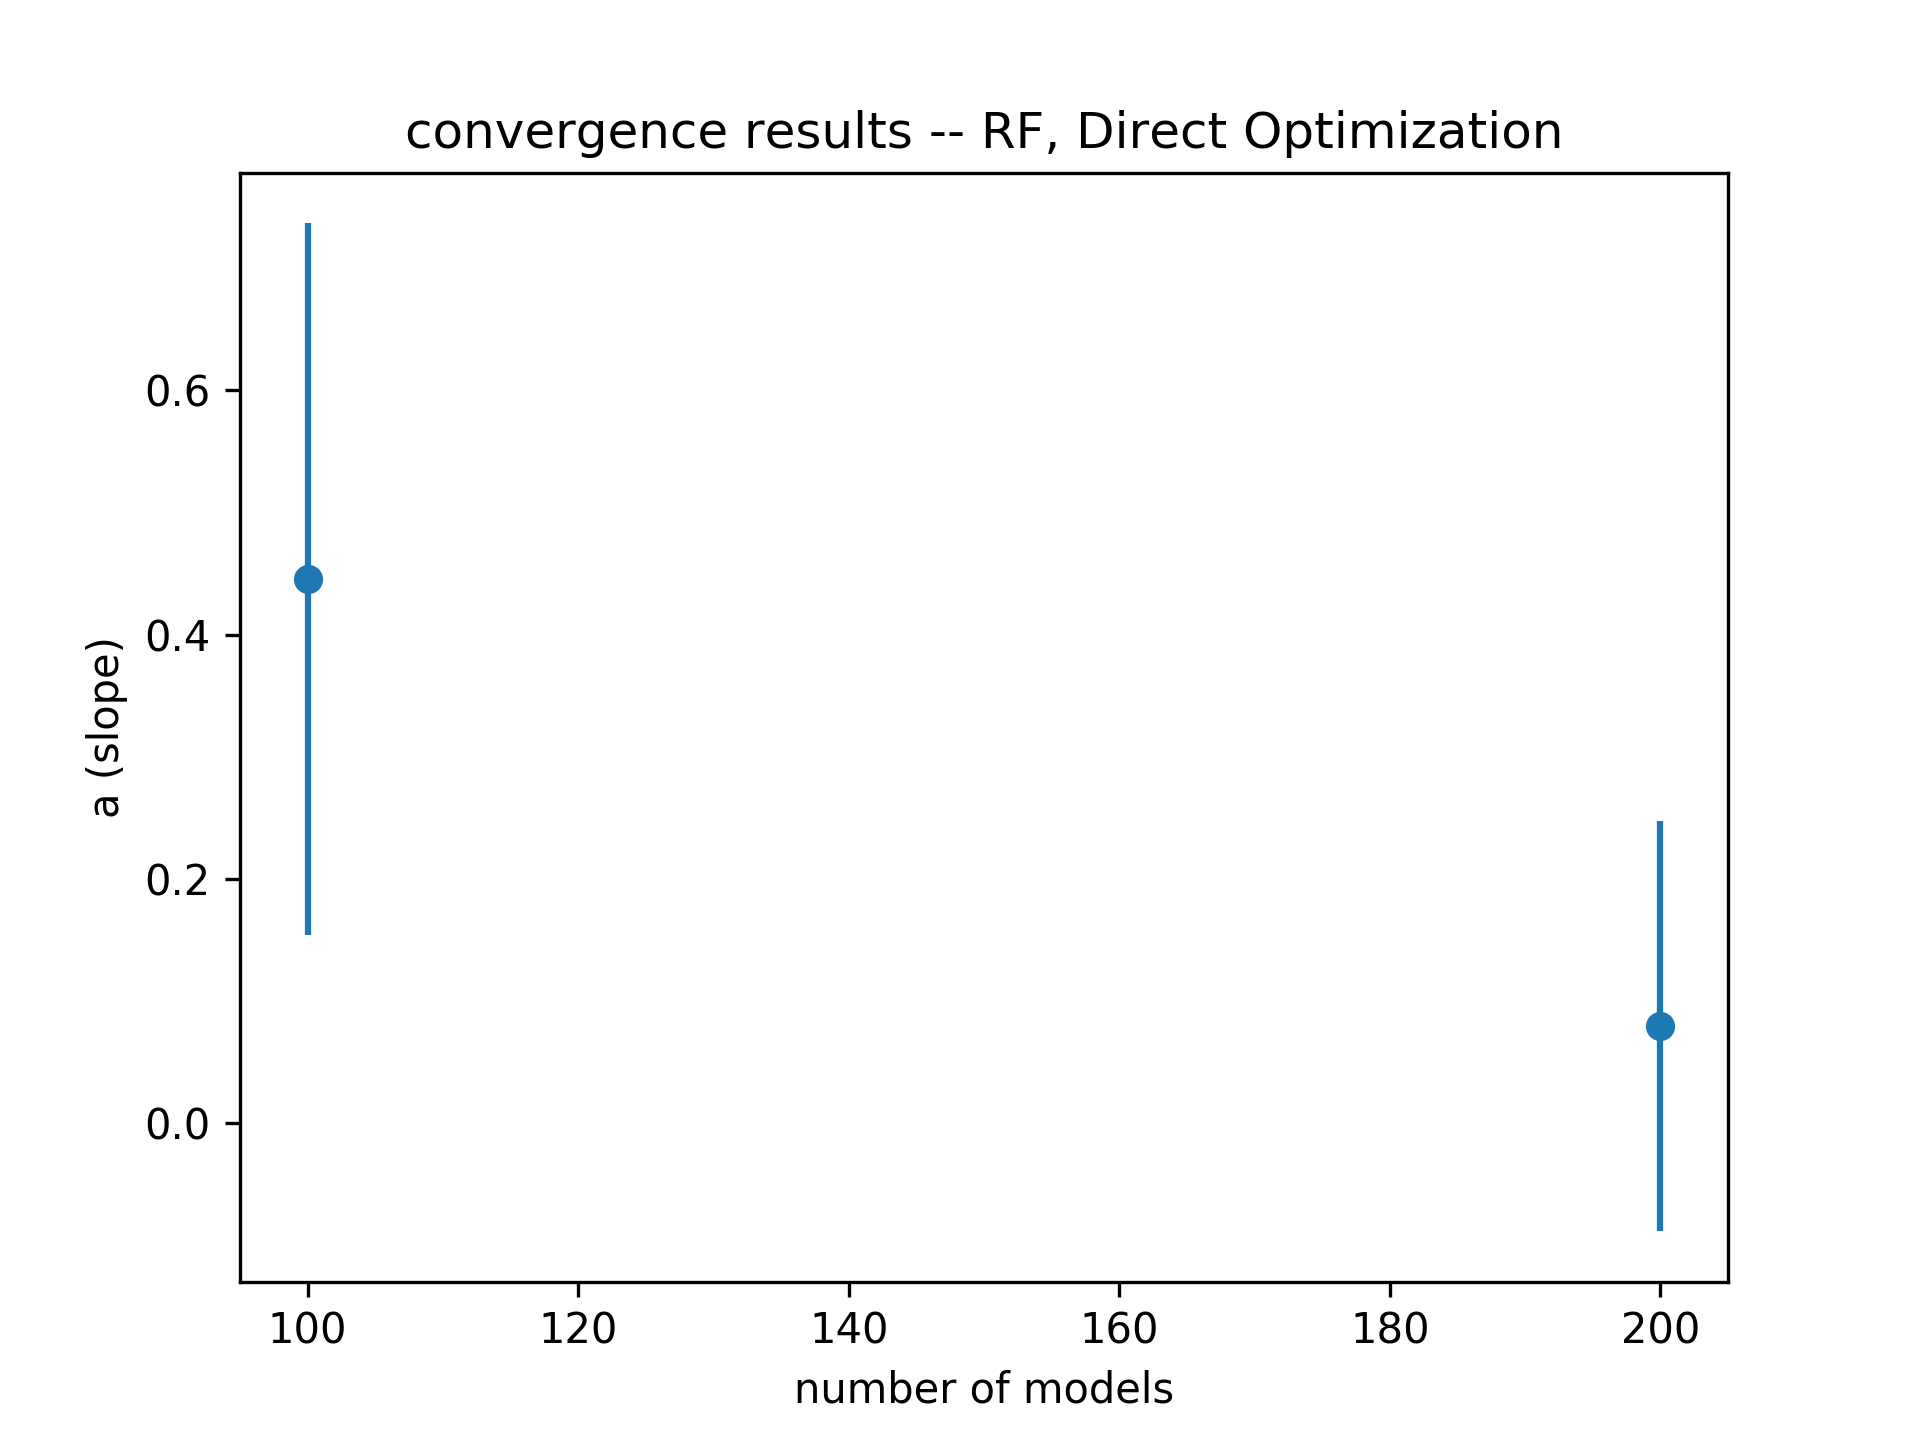 convergence results -- RF, Direct Optimization
0.6
0.4
0.2
0.0
a (slope)
100 120 140 160 180 200
number of models